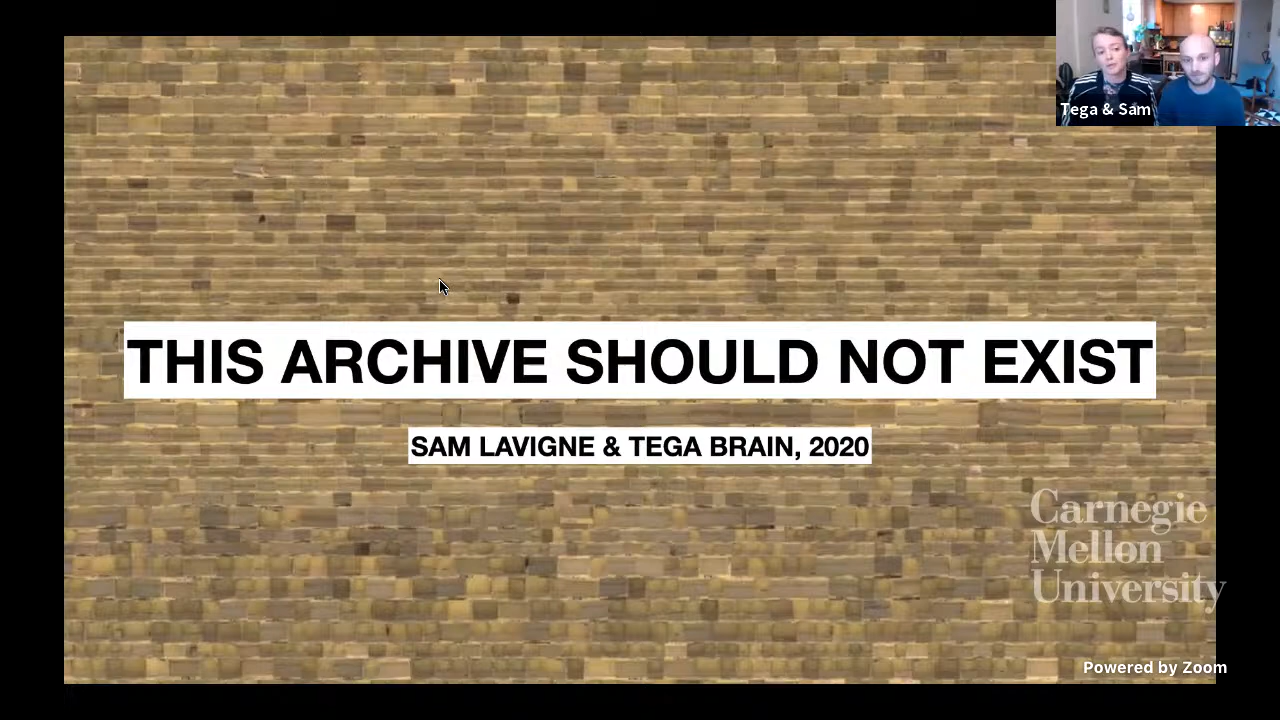 Tega & Sam
THIS ARCHIVE SHOULD NOT EXIST
SAM LAVIGNE & TEGA BRAIN, 2020
Carnegie
Mellon
University
Powered by Zoom